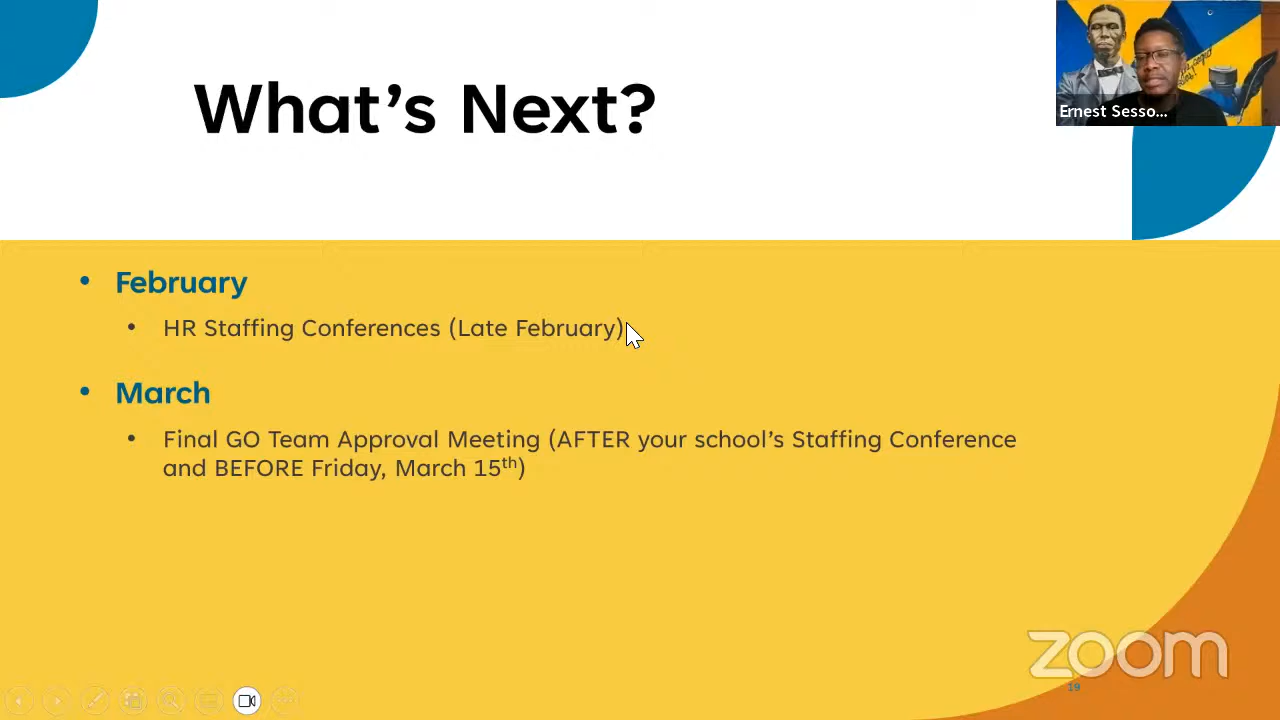 What's Next?
Ernest Sesso...
• February
• HR Staffing Conferences (Late February)
• March
• Final GO Team Approval Meeting (AFTER your school's Staffing Conference
and BEFORE Friday, March 15th)
zoom
19